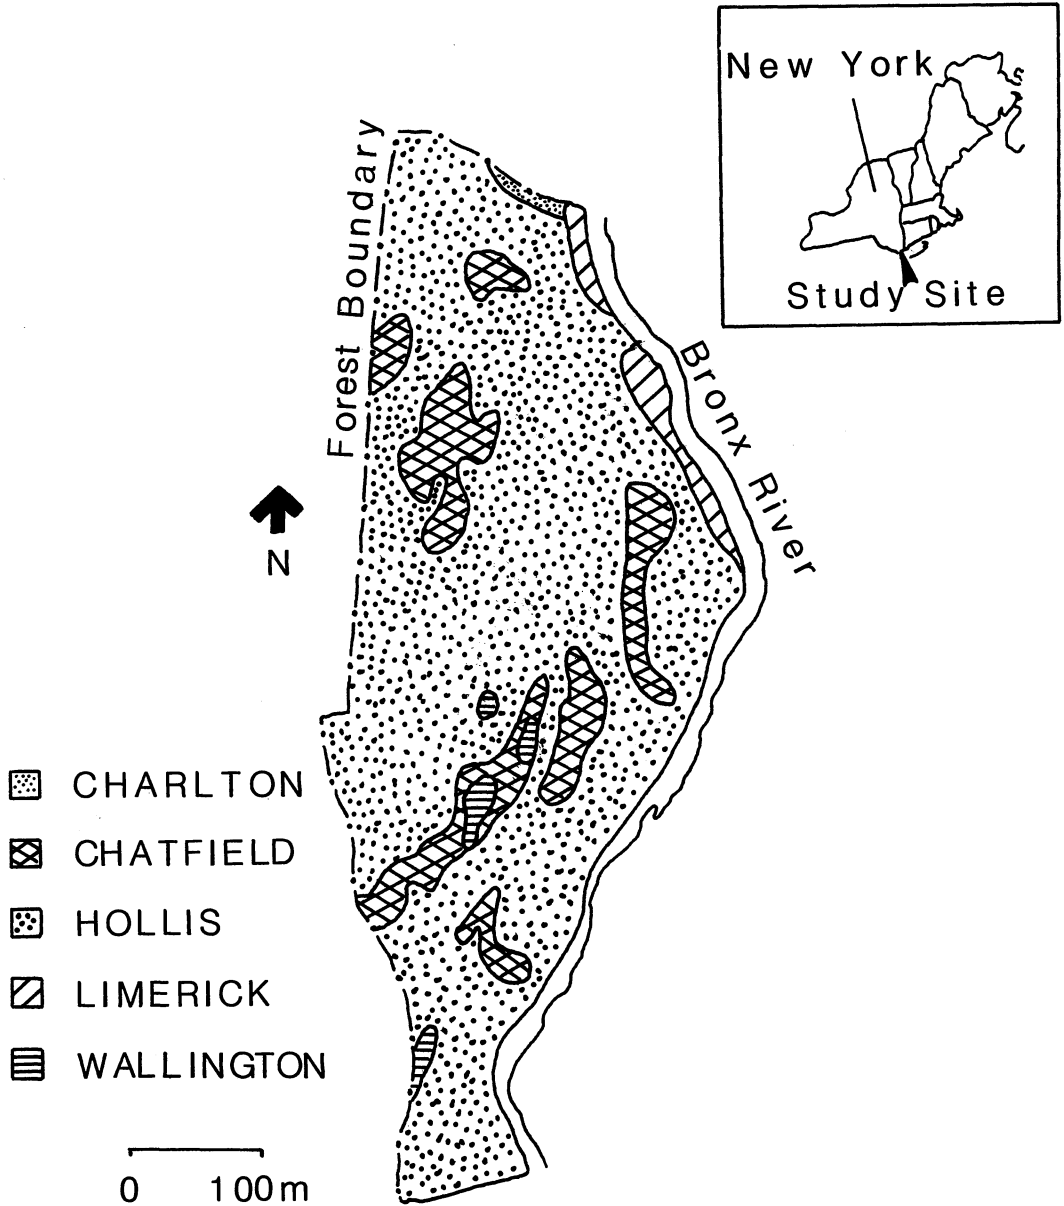 New York
Study Site
Forest Boundary
Bronx River
N
CHARLTON
CHATFIELD
HOLLIS
LIMERICK
WALLINGTON
0 100m